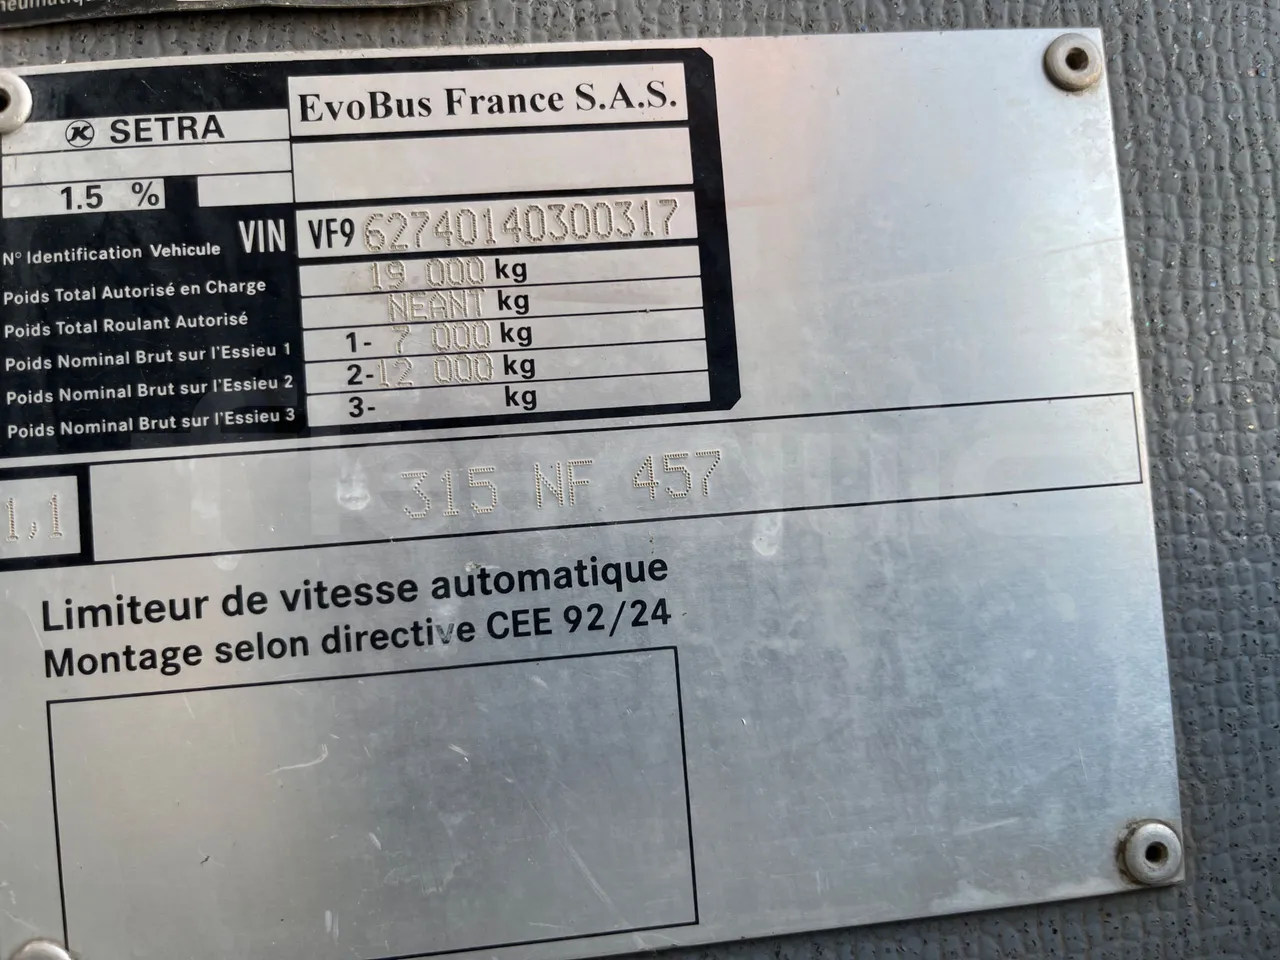 EvoBus France S.A.S.
SETRA
1.5 %
N° Identification Vehicule VIN VF9 62740140300317
Poids Total Autorisé en Charge 19 000 kg
Poids Total Roulant Autorisé NEANT kg
Poids Nominal Brut sur l'Essieu 1 1- 7 000 kg
Poids Nominal Brut sur l'Essieu 2 2- 12 000 kg
Poids Nominal Brut sur l'Essieu 3 3- kg
1,1 315 NF 457
Limiteur de vitesse automatique
Montage selon directive CEE 92/24